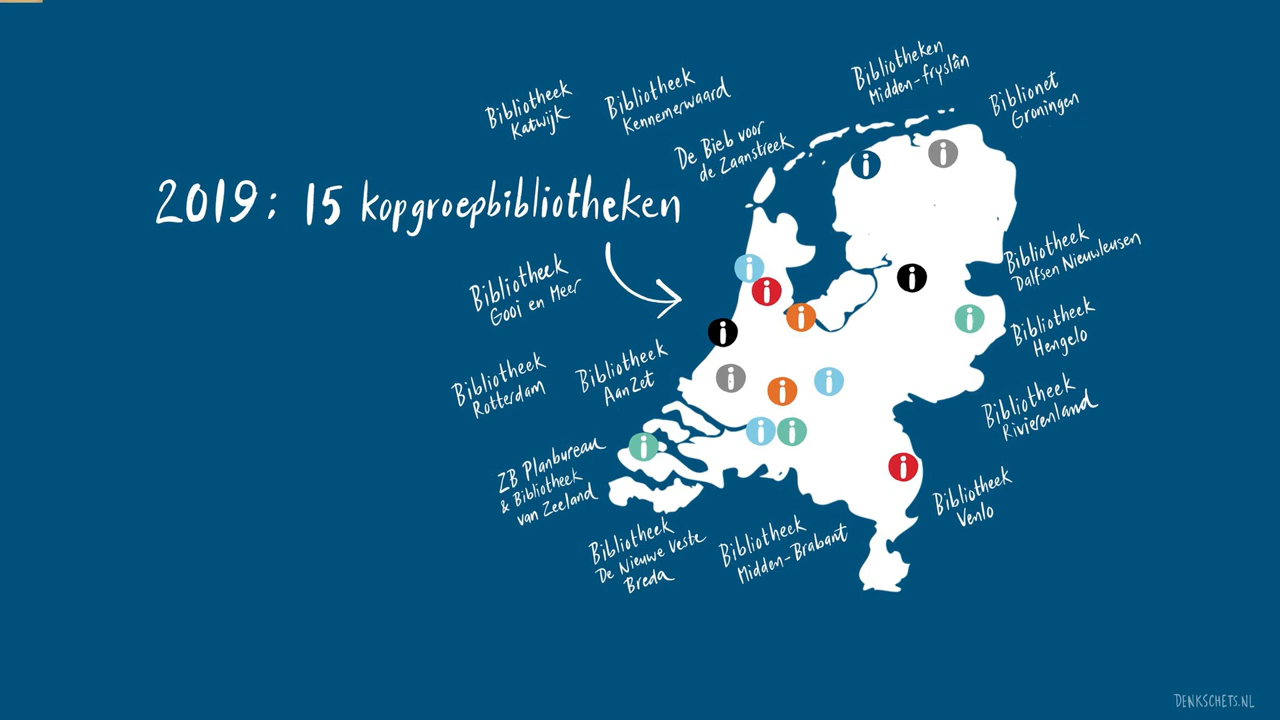 Bibliotheken
Midden-fryslân
Bibliotheek
Katwijk
Bibliotheek
Kennemerwaard
Biblionet
Groningen
De Bieb voor
de Zaanstreek
2019: 15 kopgroepbibliotheken
Bibliotheek
Dalfsen Nieuwleusen
Bibliotheek
Gooi en Meer
Bibliotheek
Hengelo
Bibliotheek
Rotterdam
Bibliotheek
AanZet
Bibliotheek
Rivierenland
ZB Planbureau
& Bibliotheek
van Zeeland
Bibliotheek
Venlo
Bibliotheek
De Nieuwe Veste
Breda
Bibliotheek
Midden-Brabant
DENKSCHETS.NL